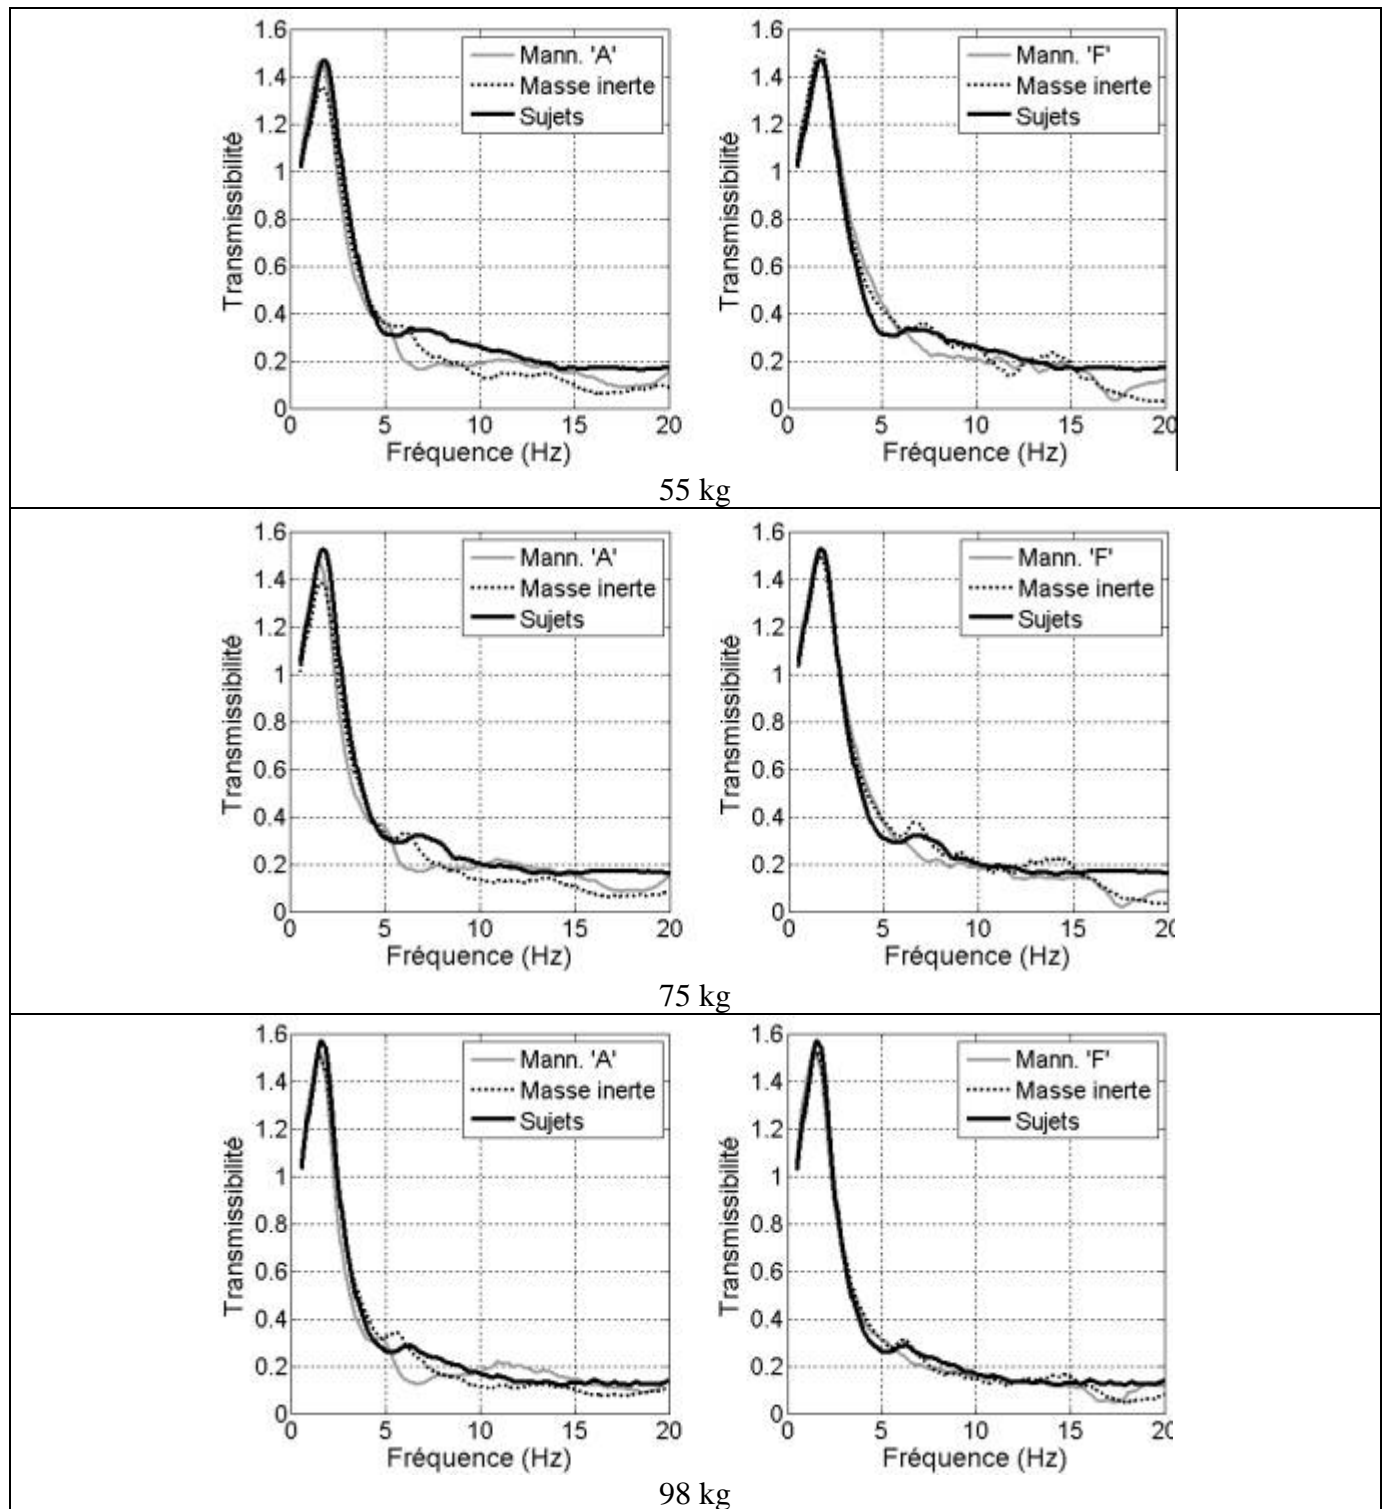 1.6
1.4
1.2
1
0.8
0.6
0.4
0.2
0
Transmissibilité
Mann. 'A'
Masse inerte
Sujets
0 5 10 15 20
Fréquence (Hz)
1.6
1.4
1.2
1
0.8
0.6
0.4
0.2
0
Transmissibilité
Mann. 'F'
Masse inerte
Sujets
0 5 10 15 20
Fréquence (Hz)
55 kg
1.6
1.4
1.2
1
0.8
0.6
0.4
0.2
0
Transmissibilité
Mann. 'A'
Masse inerte
Sujets
0 5 10 15 20
Fréquence (Hz)
1.6
1.4
1.2
1
0.8
0.6
0.4
0.2
0
Transmissibilité
Mann. 'F'
Masse inerte
Sujets
0 5 10 15 20
Fréquence (Hz)
75 kg
1.6
1.4
1.2
1
0.8
0.6
0.4
0.2
0
Transmissibilité
Mann. 'A'
Masse inerte
Sujets
0 5 10 15 20
Fréquence (Hz)
1.6
1.4
1.2
1
0.8
0.6
0.4
0.2
0
Transmissibilité
Mann. 'F'
Masse inerte
Sujets
0 5 10 15 20
Fréquence (Hz)
98 kg